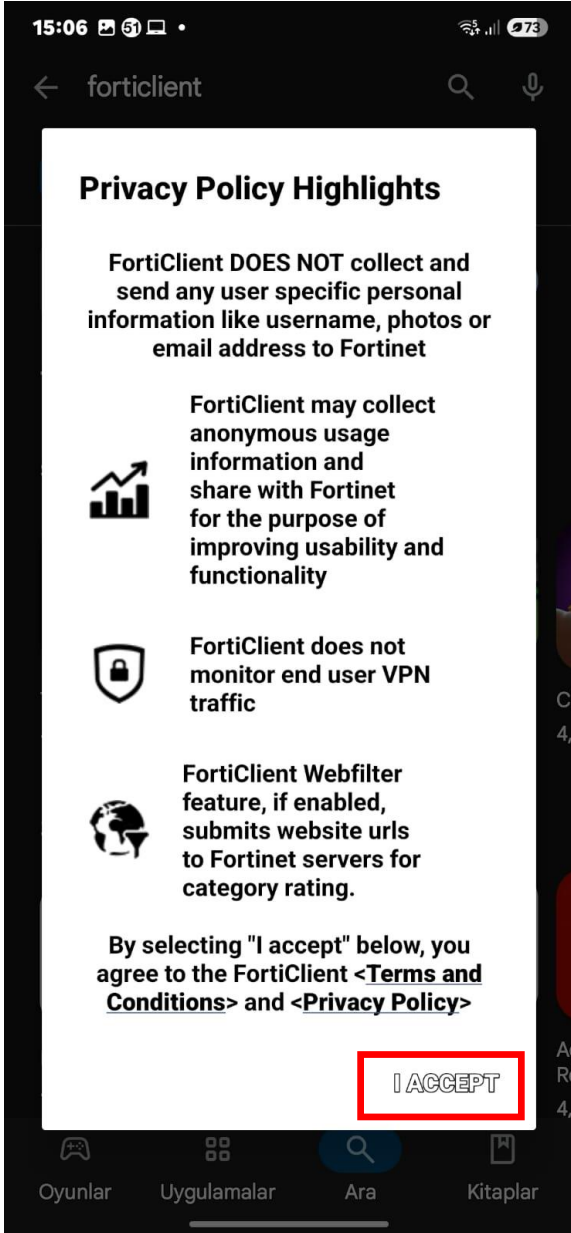 15:06 51
5 73
forticlient
Privacy Policy Highlights
FortiClient DOES NOT collect and
send any user specific personal
information like username, photos or
email address to Fortinet
FortiClient may collect
anonymous usage
information and
share with Fortinet
for the purpose of
improving usability and
functionality
FortiClient does not
monitor end user VPN
traffic
C
4,
FortiClient Webfilter
feature, if enabled,
submits website urls
to Fortinet servers for
category rating.
By selecting "I accept" below, you
agree to the FortiClient <Terms and
Conditions> and <Privacy Policy>
I ACCEPT
4,
Oyunlar Uygulamalar Ara Kitaplar